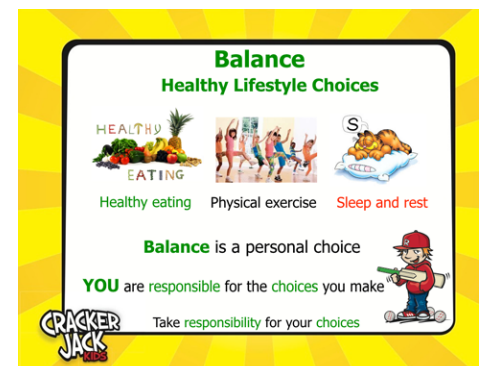 Balance
Healthy Lifestyle Choices
HEALTHY
EATING
S
Healthy eating Physical exercise Sleep and rest
Balance is a personal choice
YOU are responsible for the choices you make
Take responsibility for your choices
CRACKER
JACK
KIDS